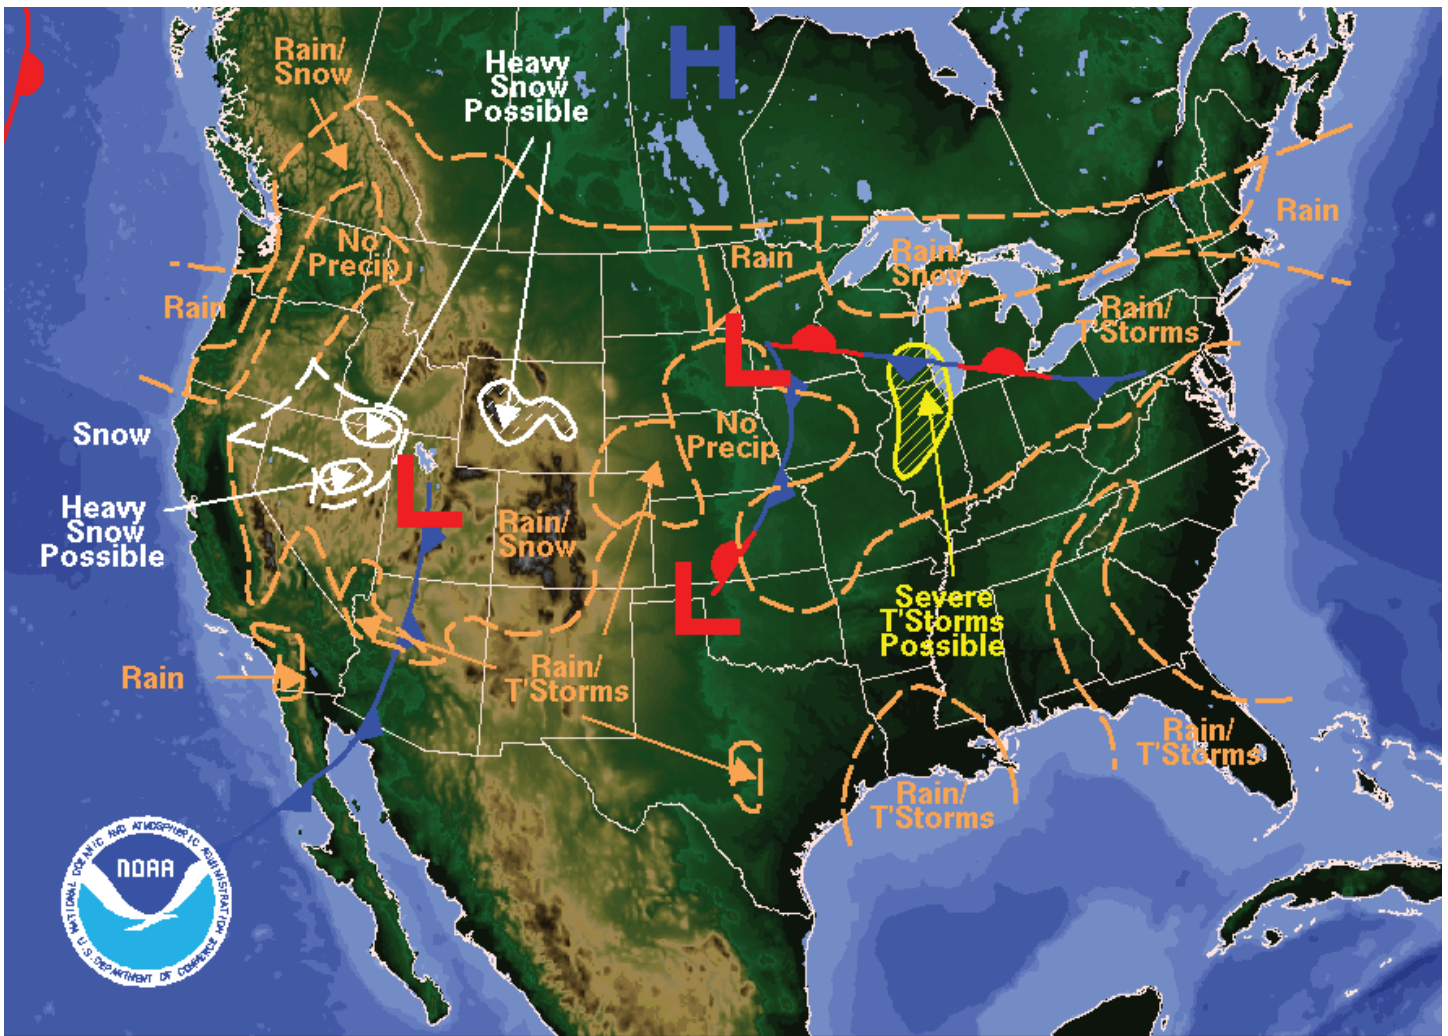 Rain/
Snow
Heavy
Snow
Possible
H
No
Precip
Rain
Rain
Rain/
Snow
Rain
Rain/
T'Storms
L
Snow
No
Precip
Heavy
Snow
Possible
L
Rain/
Snow
L
Severe
T'Storms
Possible
Rain
Rain/
T'Storms
Rain/
T'Storms
Rain/
T'Storms
NOAA
NATIONAL OCEANIC AND ATMOSPHERIC ADMINISTRATION
U.S. DEPARTMENT OF COMMERCE